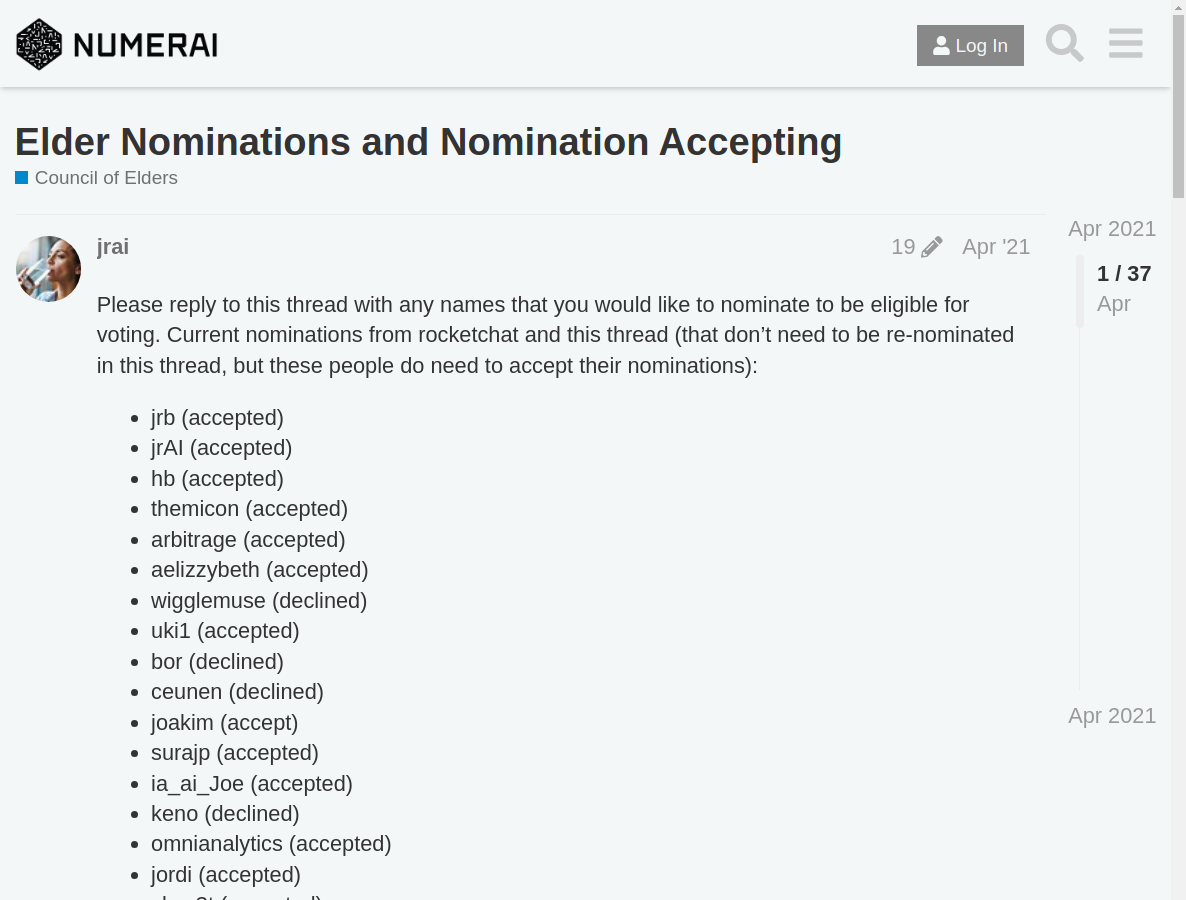 NUMERAI
Log In
Elder Nominations and Nomination Accepting
Council of Elders
jrai
19
Apr '21
Please reply to this thread with any names that you would like to nominate to be eligible for
voting. Current nominations from rocketchat and this thread (that don’t need to be re-nominated
in this thread, but these people do need to accept their nominations):
jrb (accepted)
jrAI (accepted)
hb (accepted)
themicon (accepted)
arbitrage (accepted)
aelizzybeth (accepted)
wigglemuse (declined)
uki1 (accepted)
bor (declined)
ceunen (declined)
joakim (accept)
surajp (accepted)
ia_ai_Joe (accepted)
keno (declined)
omnianalytics (accepted)
jordi (accepted)
Apr 2021
1 / 37
Apr
Apr 2021